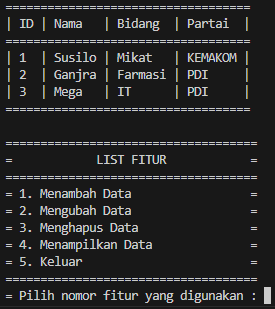 ===================================
| ID | Nama   | Bidang  | Partai  |
===================================
| 1  | Susilo | Mikat   | KEMAKOM |
| 2  | Ganjra | Farmasi | PDI     |
| 3  | Mega   | IT      | PDI     |
===================================
====================================
=            LIST FITUR            =
====================================
= 1. Menambah Data                 =
= 2. Mengubah Data                 =
= 3. Menghapus Data                =
= 4. Menampilkan Data              =
= 5. Keluar                        =
====================================
= Pilih nomor fitur yang digunakan :